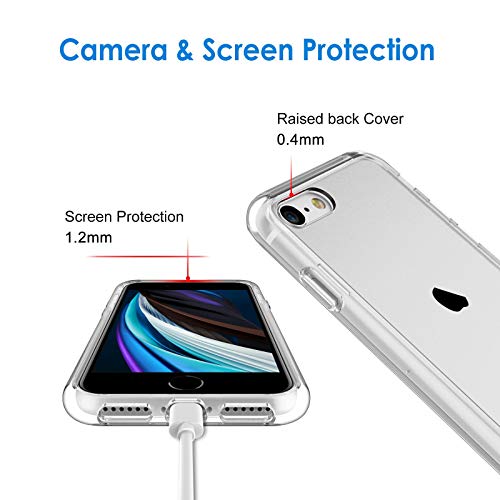 Camera & Screen Protection
Raised back Cover
0.4mm
Screen Protection
1.2mm